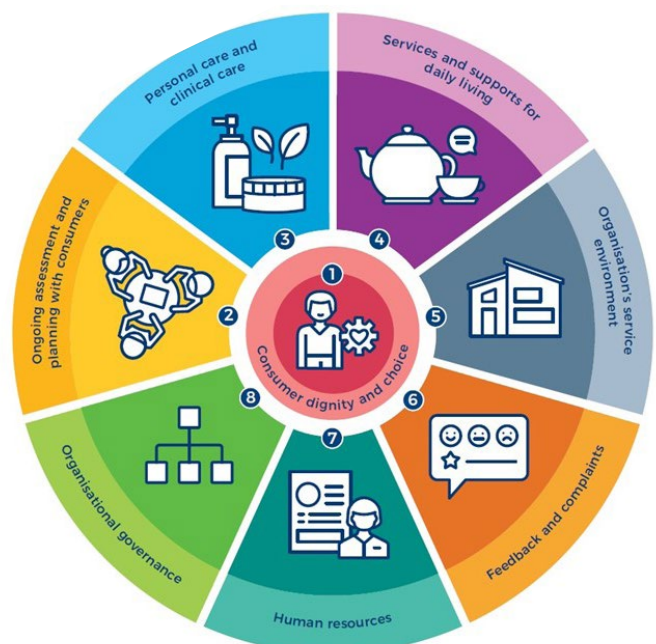 1
Consumer dignity and choice
2
Ongoing assessment and
planning with consumers
3
Personal care and
clinical care
4
Services and supports for
daily living
5
Organisation's service
environment
6
Feedback and complaints
7
Human resources
8
Organisational governance